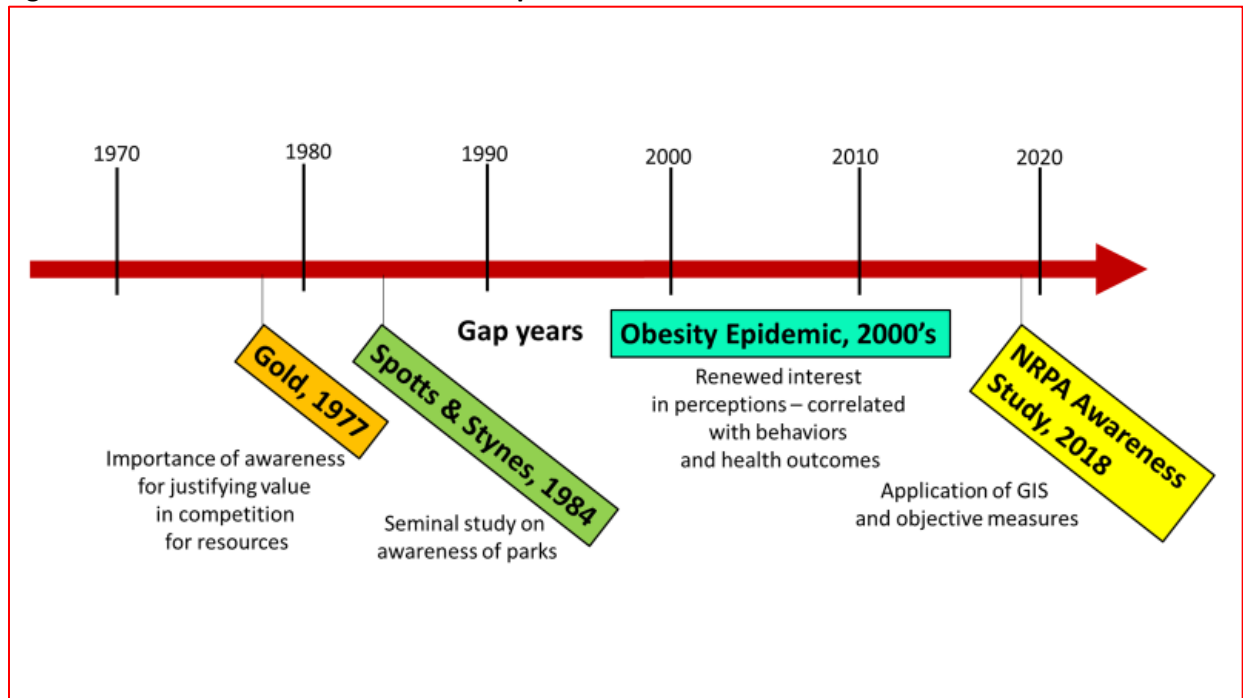 1970
1980
1990
2000
2010
2020
Gold, 1977
Importance of awareness
for justifying value
in competition
for resources
Spotts & Stynes, 1984
Seminal study on
awareness of parks
Gap years
Obesity Epidemic, 2000's
Renewed interest
in perceptions – correlated
with behaviors
and health outcomes
NRPA Awareness
Study, 2018
Application of GIS
and objective measures